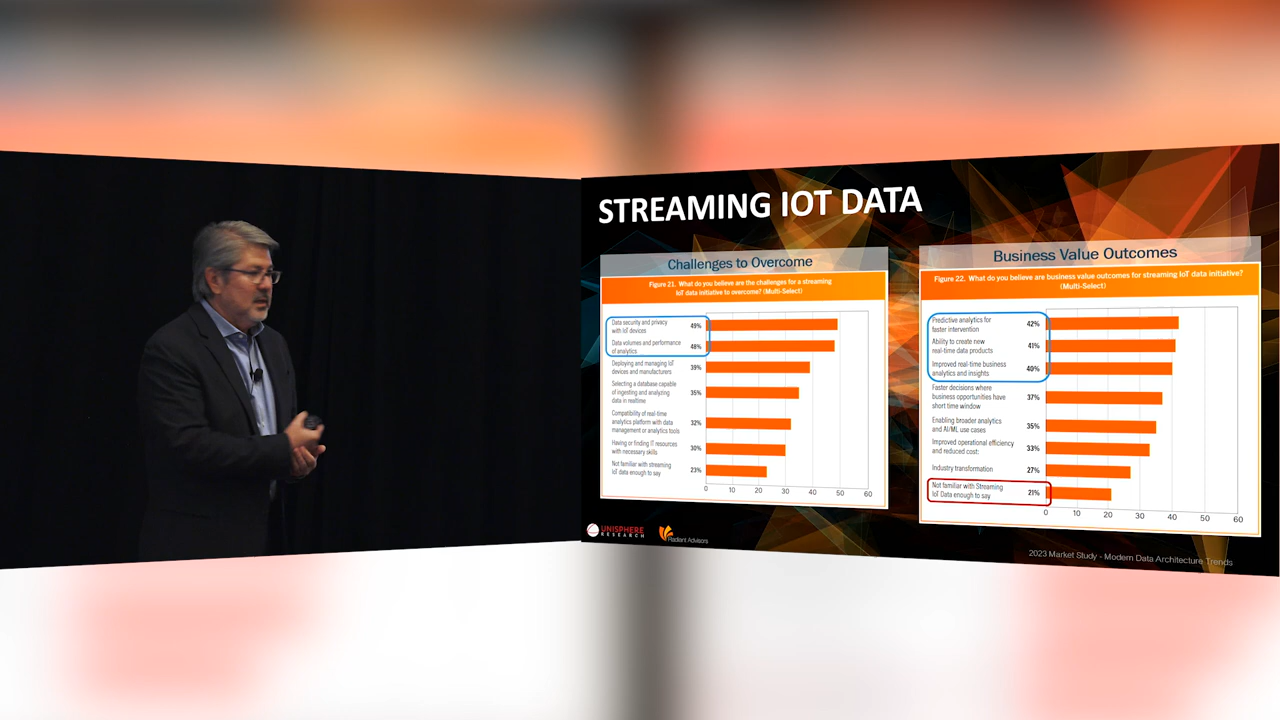 STREAMING IOT DATA
Challenges to Overcome
Figure 21. What do you believe are the challenges for a streaming
IoT data initiative to overcome? (Multi-Select)
Data security and privacy
with IoT devices
49%
Data volumes and performance
of analytics
48%
Deploying and managing IoT
devices and manufacturers
39%
Selecting a database capable
of ingesting and analyzing
data in realtime
35%
Compatibility of real-time
analytics platform with data
management or analytics tools
32%
Having or finding IT resources
with necessary skills
30%
Not familiar with streaming
IoT data enough to say
23%
0 10 20 30 40 50 60
Business Value Outcomes
Figure 22. What do you believe are business value outcomes for streaming IoT data initiative?
(Multi-Select)
Predictive analytics for
faster intervention
42%
Ability to create new
real-time data products
41%
Improved real-time business
analytics and insights
40%
Faster decisions where
business opportunities have
short time window
37%
Enabling broader analytics
and AI/ML use cases
35%
Improved operational efficiency
and reduced cost:
33%
Industry transformation
27%
Not familiar with Streaming
IoT Data enough to say
21%
0 10 20 30 40 50 60
UNISPHERE
RESEARCH
Radiant Advisors
2023 Market Study - Modern Data Architecture Trends